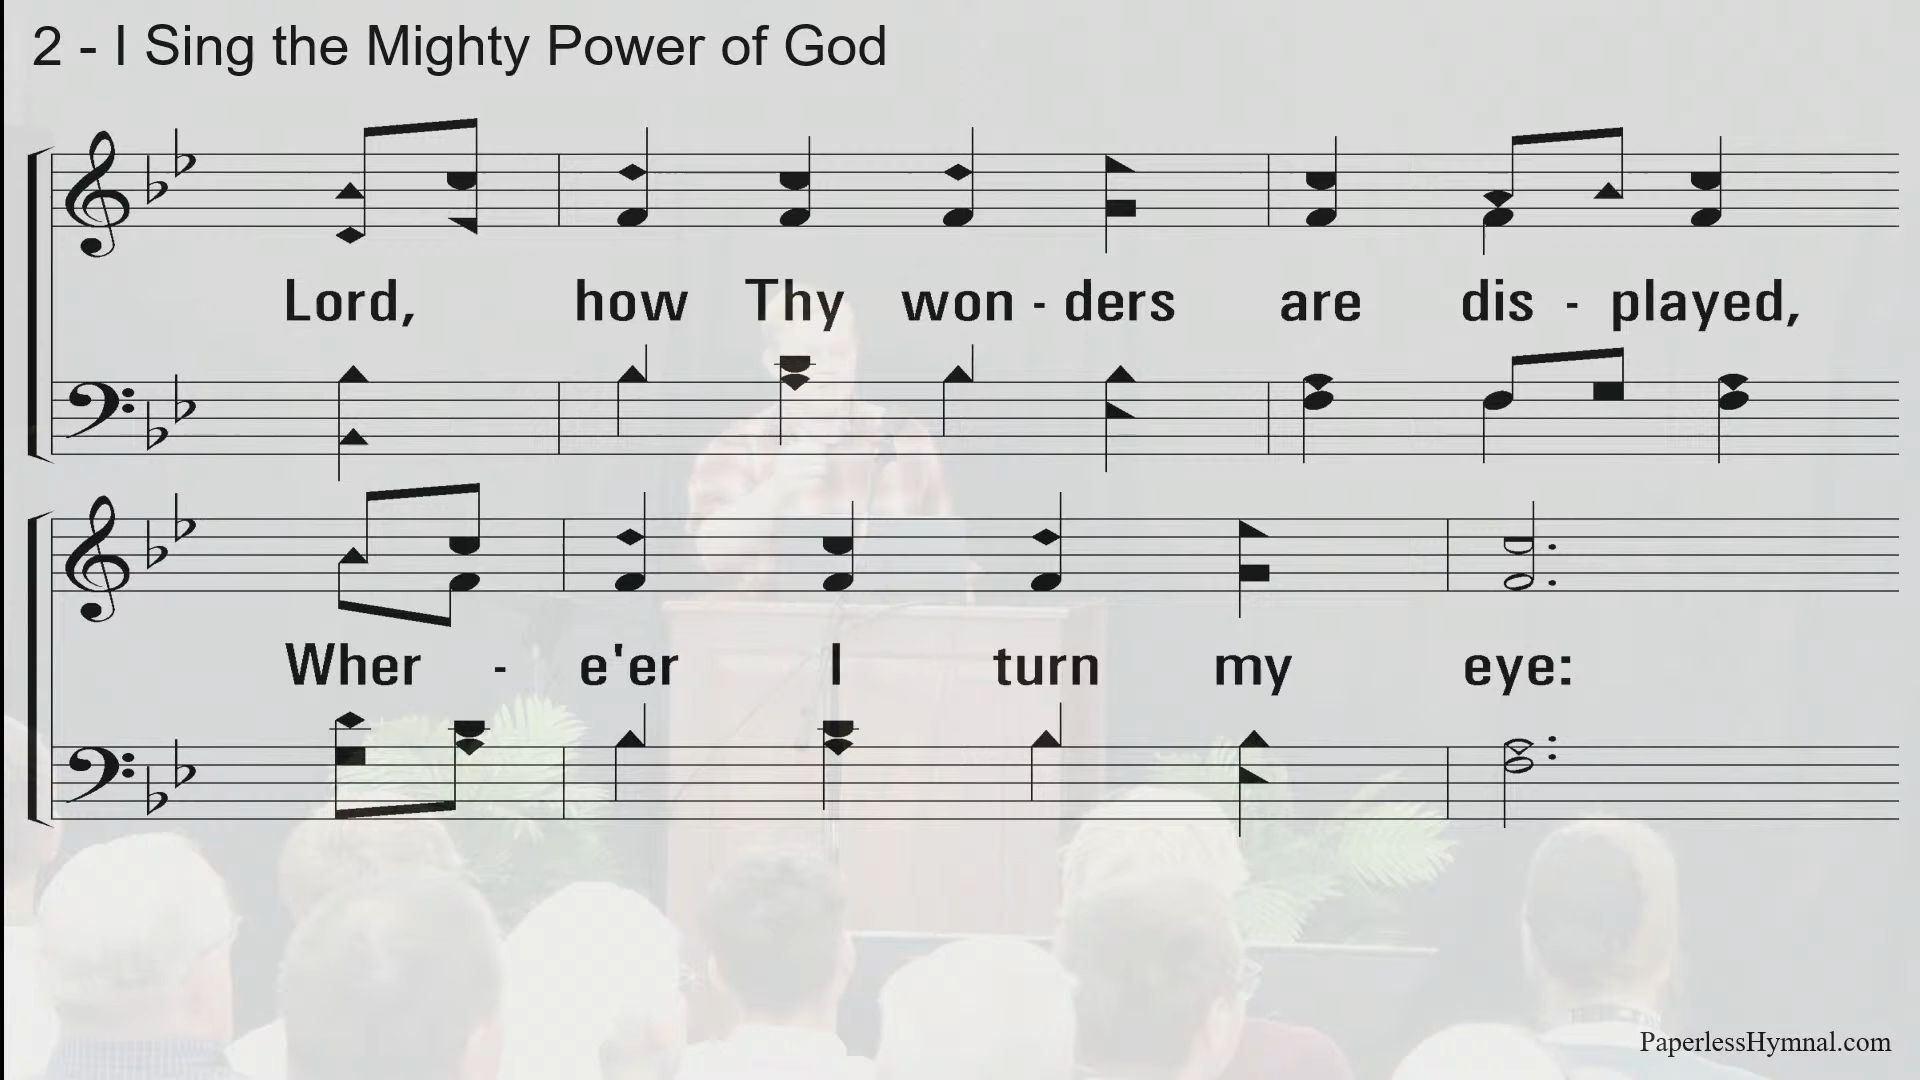 2 - I Sing the Mighty Power of God
Lord, how Thy won - ders are dis - played,
Wher - e'er I turn my eye:
PaperlessHymnal.com